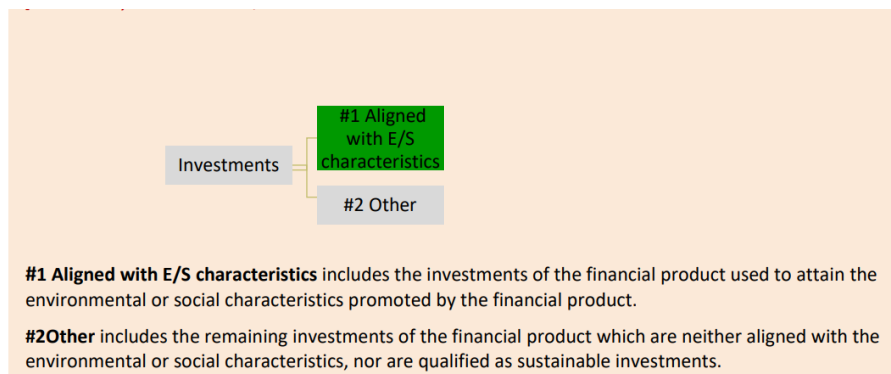 #1 Aligned
with E/S
characteristics
Investments
#2 Other
#1 Aligned with E/S characteristics includes the investments of the financial product used to attain the
environmental or social characteristics promoted by the financial product.
#2Other includes the remaining investments of the financial product which are neither aligned with the
environmental or social characteristics, nor are qualified as sustainable investments.